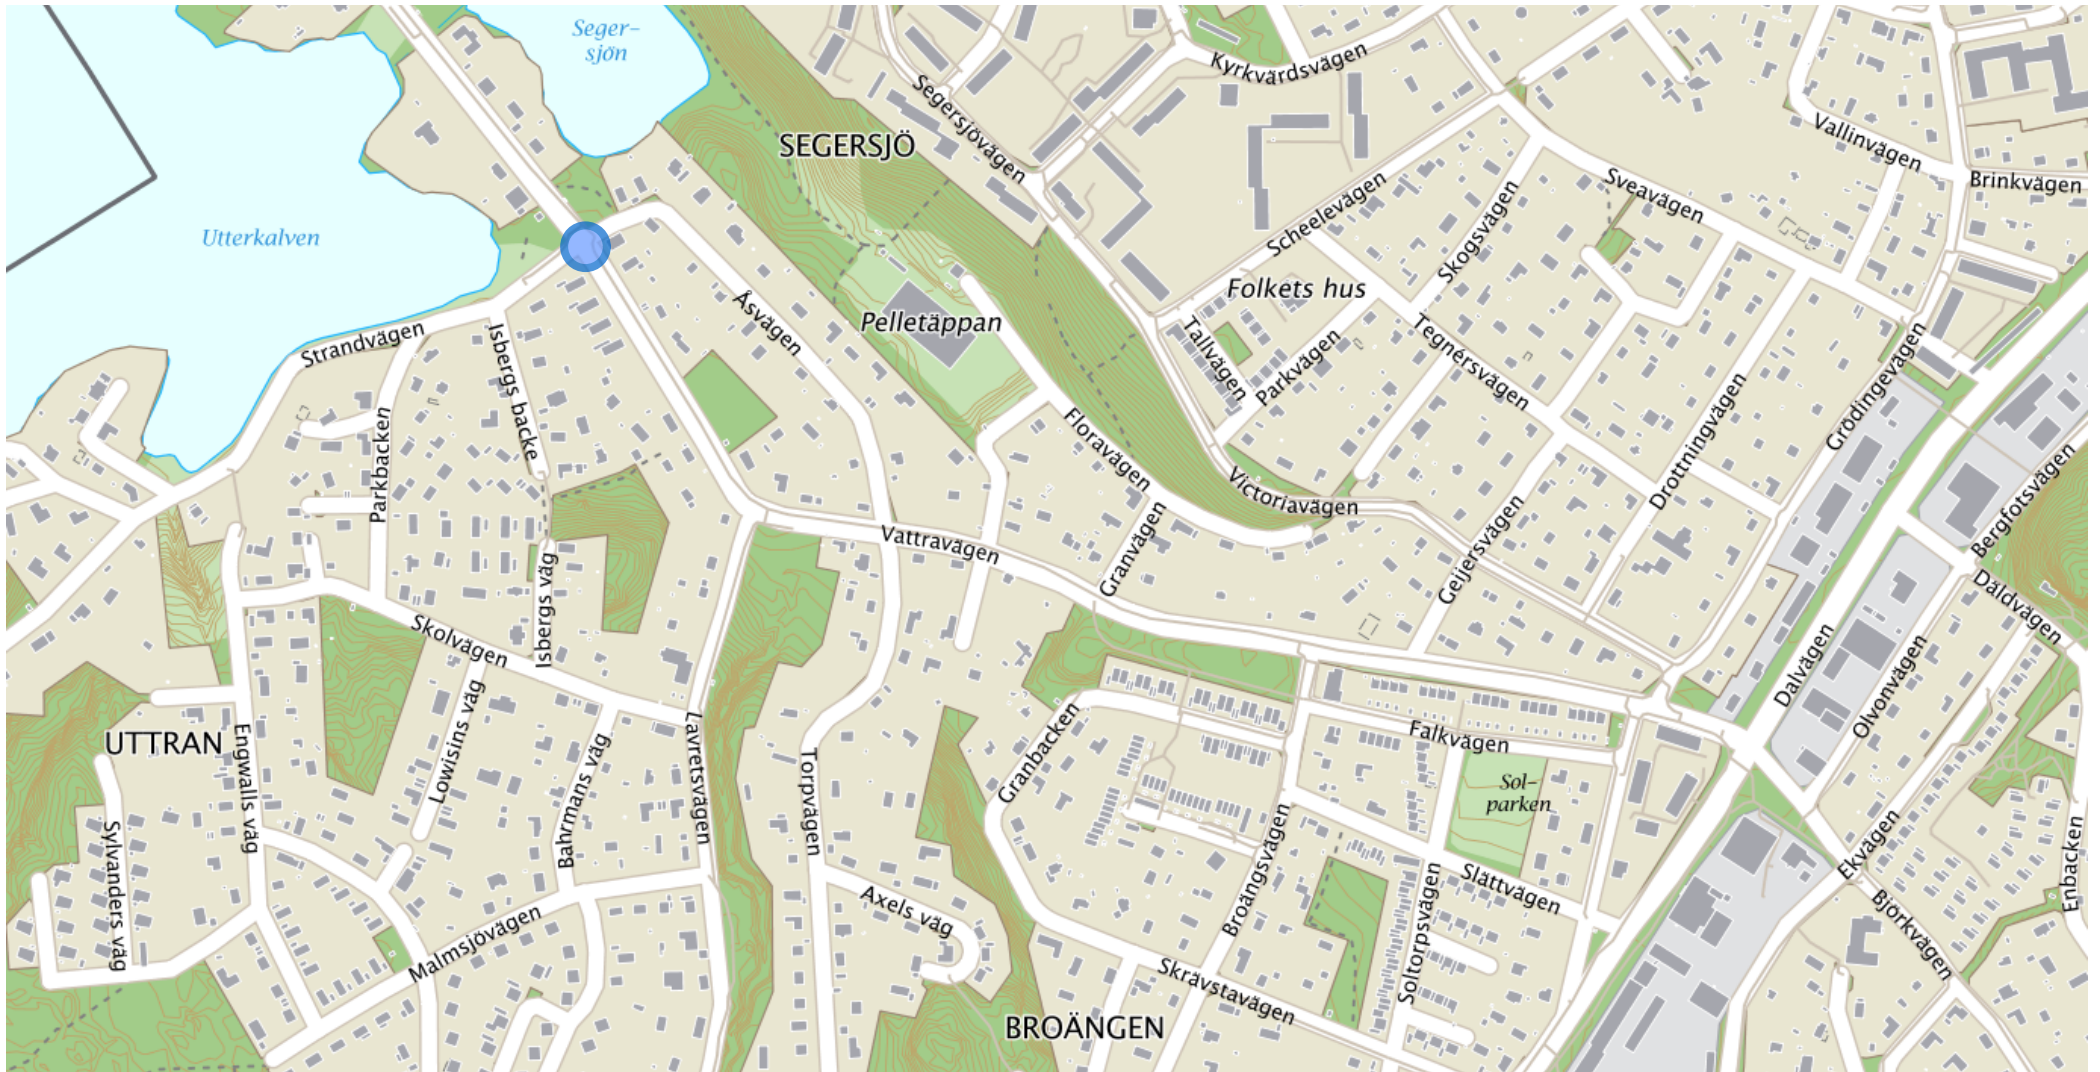 Seger-
sjön
Kyrkvärdsvägen
Segersjövägen
SEGERSJÖ
Vallinvägen
Brinkvägen
Sveavägen
Scheelevägen
Skogsvägen
Utterkalven
Folkets hus
Pelletäppan
Åsvägen
Strandvägen
Isbergs backe
Tallvägen
Parkvägen
Tegnérsvägen
Grödingevägen
Drottningvägen
Parkbacken
Floravägen
Victoriavägen
Bergfotsvägen
Vattravägen
Granvägen
Geijersvägen
Isbergs väg
Däldvägen
Skolvägen
Dalvägen
Olvonvägen
Lowisins väg
UTTRAN
Engwalls väg
Bahrmans väg
Lavretsvägen
Torpvägen
Granbacken
Falkvägen
Sol-
parken
Sylvanders väg
Broängsvägen
Slättvägen
Ekvägen
Enbacken
Axels väg
Malmsjövägen
Soltorpsvägen
Björkvägen
Skrävstavägen
BROÄNGEN